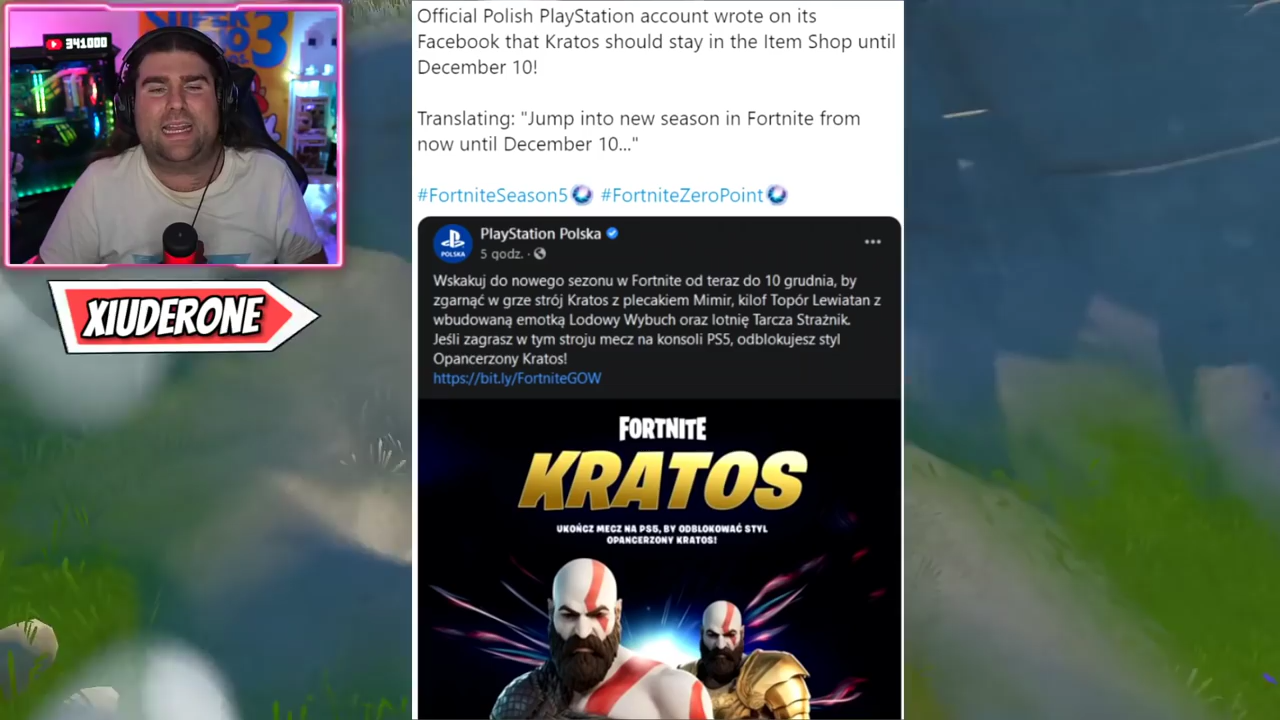 341000
XIUDERONE
Official Polish PlayStation account wrote on its
Facebook that Kratos should stay in the Item Shop until
December 10!
Translating: "Jump into new season in Fortnite from
now until December 10..."
#FortniteSeason5 #FortniteZeroPoint
POLSKA
PlayStation Polska
5 godz. ·
Wskakuj do nowego sezonu w Fortnite od teraz do 10 grudnia, by
zgarnąć w grze strój Kratos z plecakiem Mimir, kilof Topór Lewiatan z
wbudowaną emotką Lodowy Wybuch oraz lotnię Tarcza Strażnik.
Jeśli zagrasz w tym stroju mecz na konsoli PS5, odblokujesz styl
Opancerzony Kratos!
https://bit.ly/FortniteGOW
FORTNITE
KRATOS
UKOŃCZ MECZ NA PS5, BY ODBLOKOWAĆ STYL
OPANCERZONY KRATOS!